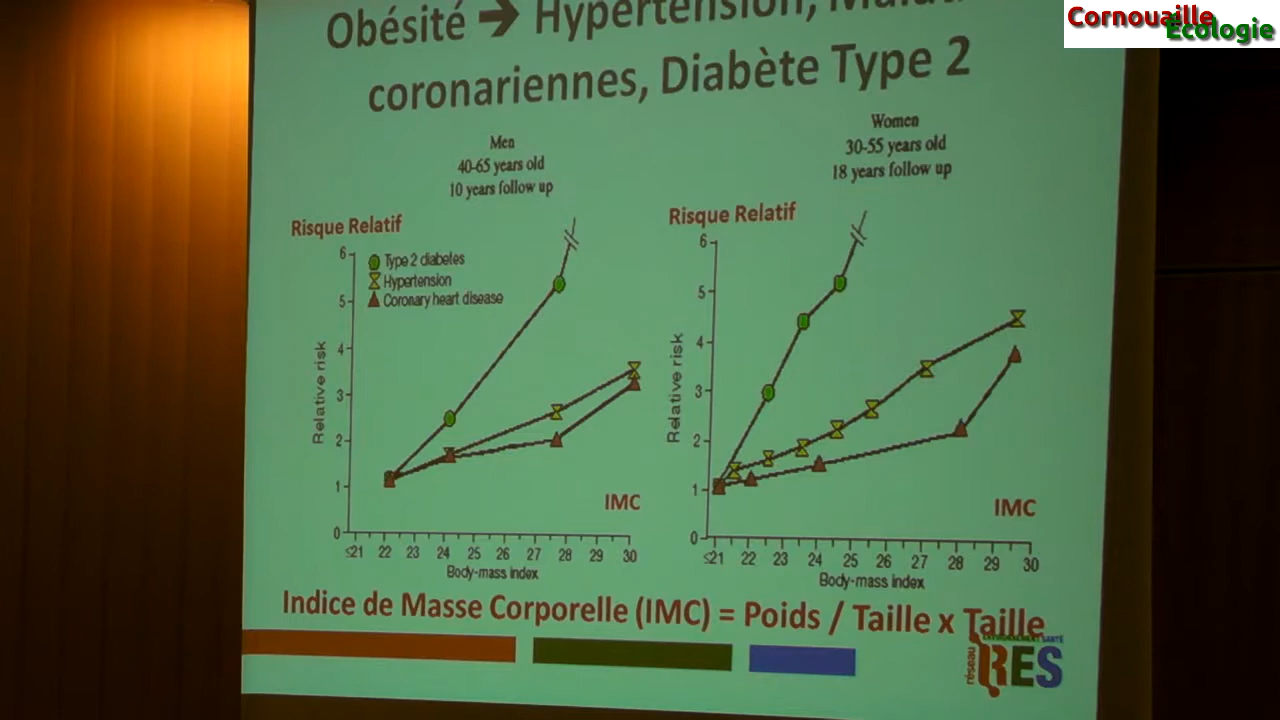 Cornouaille
Écologie
Obésité → Hypertension,
coronariennes, Diabète Type 2
Men
40-65 years old
10 years follow up
Women
30-55 years old
18 years follow up
Risque Relatif
6
5
4
3
2
1
0
Relative risk
Type 2 diabetes
Hypertension
Coronary heart disease
IMC
≤21 22 23 24 25 26 27 28 29 30
Body-mass index
Risque Relatif
6
5
4
3
2
1
0
Relative risk
IMC
≤21 22 23 24 25 26 27 28 29 30
Body-mass index
Indice de Masse Corporelle (IMC) = Poids / Taille x Taille
réseau
RES